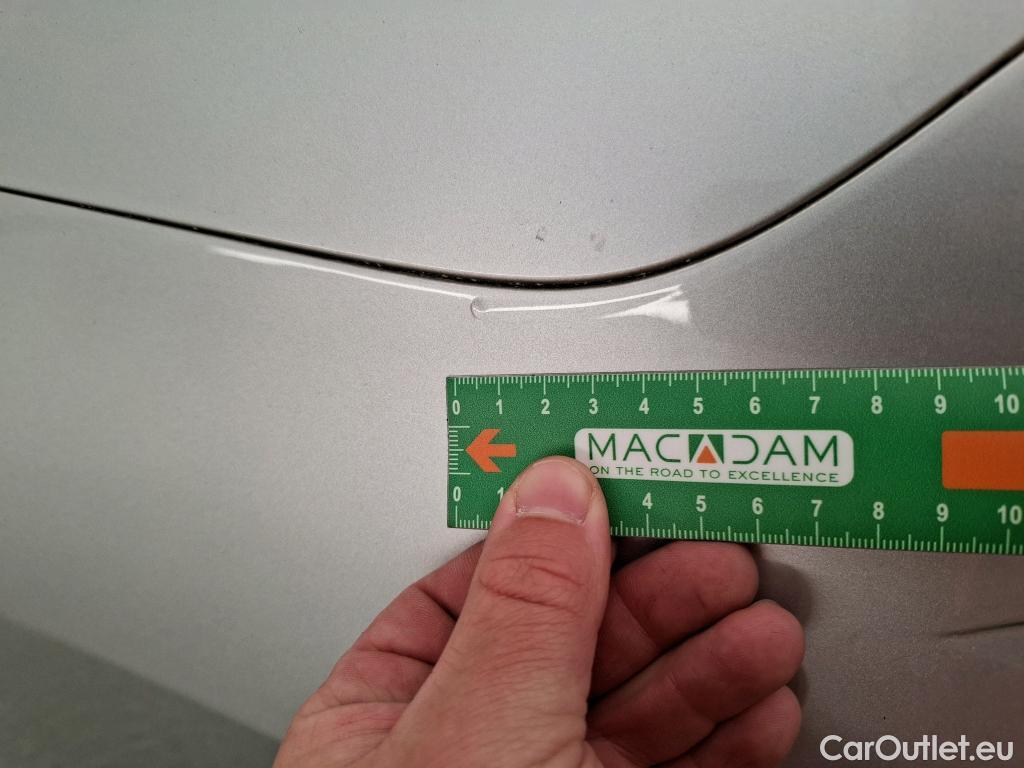 0 1 2 3 4 5 6 7 8 9 10
MACADAM
ON THE ROAD TO EXCELLENCE
0 1 4 5 6 7 8 9 10
CarOutlet.eu